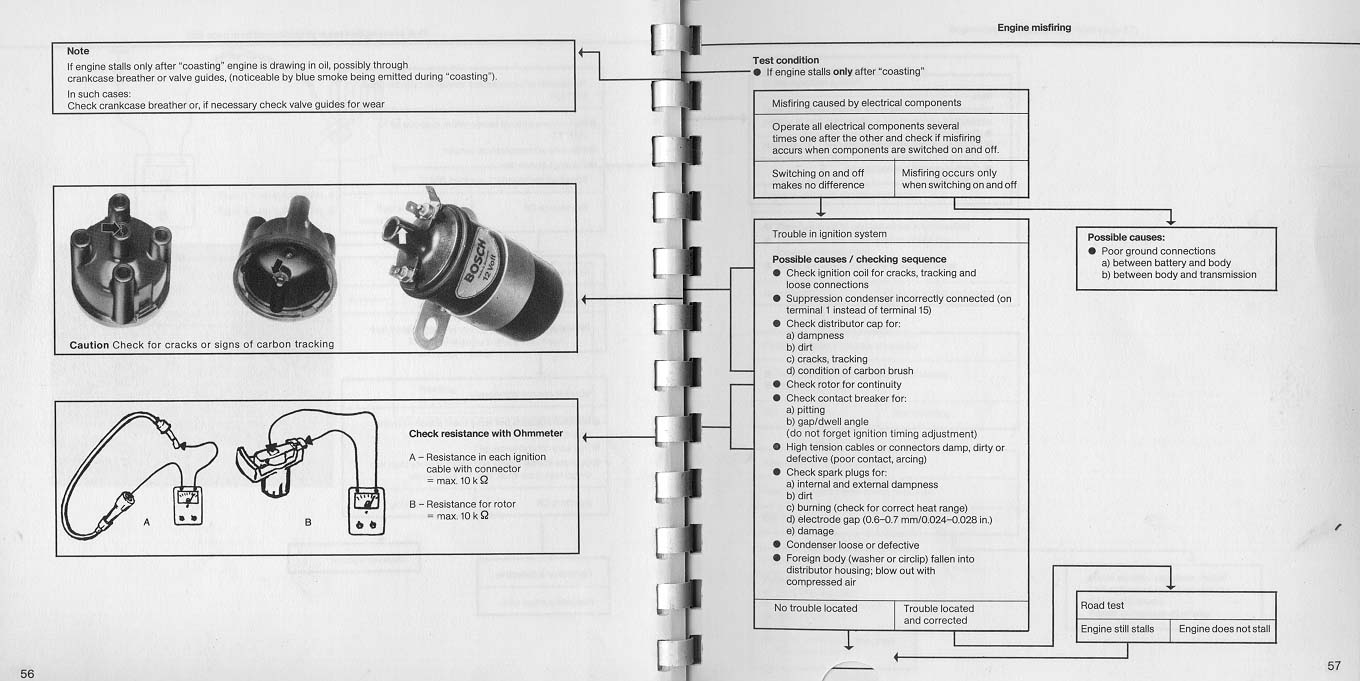 Note
If engine stalls only after "coasting" engine is drawing in oil, possibly through
crankcase breather or valve guides, (noticeable by blue smoke being emitted during "coasting").
In such cases:
Check crankcase breather or, if necessary check valve guides for wear
BOSCH
12 Volt
Caution Check for cracks or signs of carbon tracking
Check resistance with Ohmmeter
A – Resistance in each ignition
cable with connector
= max. 10 k Ω
B – Resistance for rotor
= max. 10 k Ω
A
B
56
Engine misfiring
Test condition
● If engine stalls only after "coasting"
Misfiring caused by electrical components
Operate all electrical components several
times one after the other and check if misfiring
accurs when components are switched on and off.
Switching on and off
makes no difference
Misfiring occurs only
when switching on and off
Trouble in ignition system
Possible causes / checking sequence
● Check ignition coil for cracks, tracking and
loose connections
● Suppression condenser incorrectly connected (on
terminal 1 instead of terminal 15)
● Check distributor cap for:
a) dampness
b) dirt
c) cracks, tracking
d) condition of carbon brush
● Check rotor for continuity
● Check contact breaker for:
a) pitting
b) gap/dwell angle
(do not forget ignition timing adjustment)
● High tension cables or connectors damp, dirty or
defective (poor contact, arcing)
● Check spark plugs for:
a) internal and external dampness
b) dirt
c) burning (check for correct heat range)
d) electrode gap (0.6–0.7 mm/0.024–0.028 in.)
e) damage
● Condenser loose or defective
● Foreign body (washer or circlip) fallen into
distributor housing; blow out with
compressed air
No trouble located
Trouble located
and corrected
Possible causes:
● Poor ground connections
a) between battery and body
b) between body and transmission
Road test
Engine still stalls
Engine does not stall
57